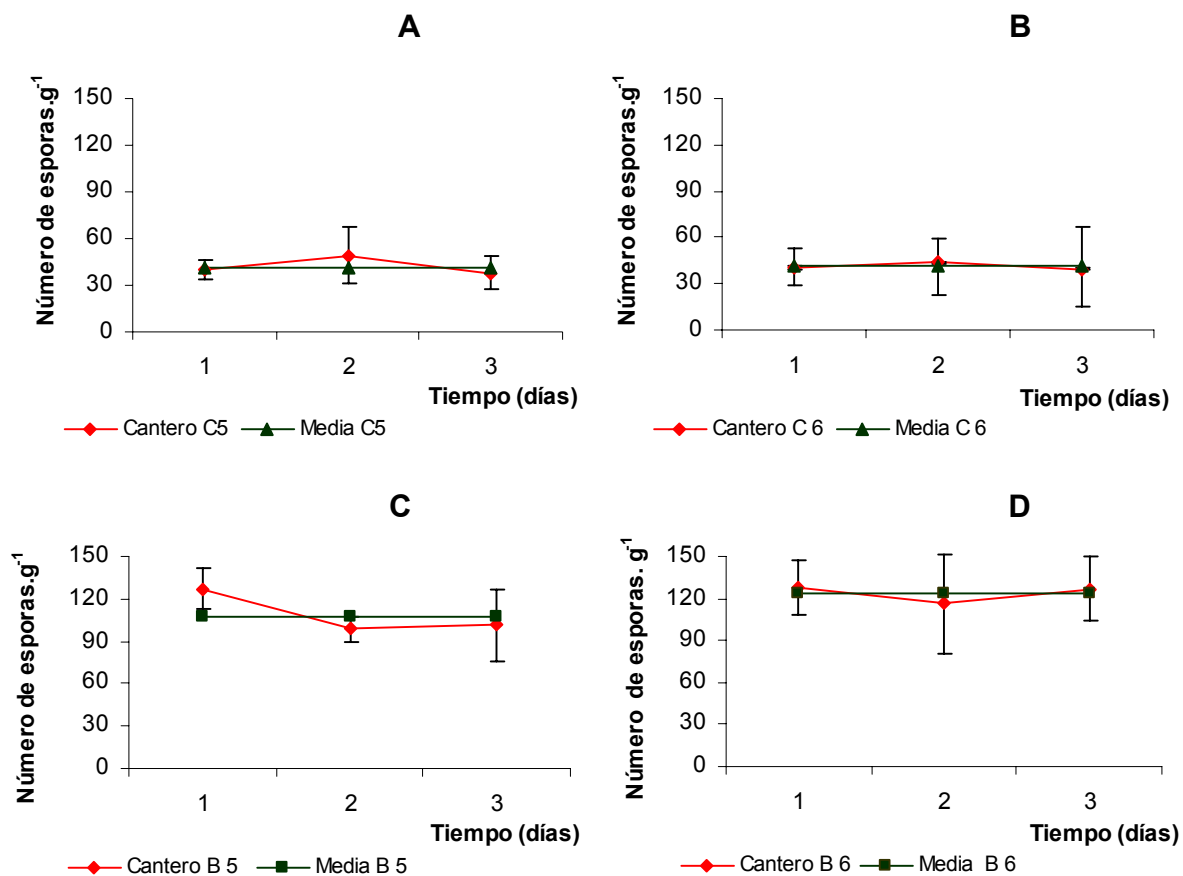 A
Número de esporas.g-1
150
120
90
60
30
0
1 2 3
Tiempo (días)
Cantero C5 Media C5
B
Número de esporas.g-1
150
120
90
60
30
0
1 2 3
Tiempo (días)
Cantero C 6 Media C 6
C
Número de esporas.g-1
150
120
90
60
30
0
1 2 3
Tiempo (días)
Cantero B 5 Media B 5
D
Número de esporas. g-1
150
120
90
60
30
0
1 2 3
Tiempo (días)
Cantero B 6 Media B 6